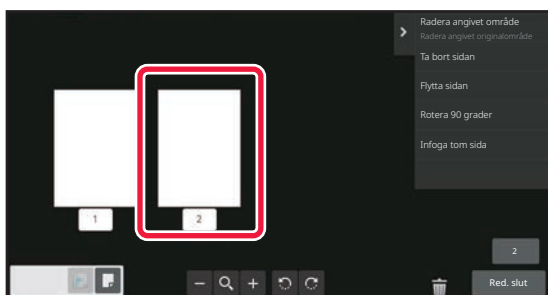 Radera angivet område
Radera angivet originalområde
Ta bort sidan
Flytta sidan
Rotera 90 grader
Infoga tom sida
1
2
2
Red. slut